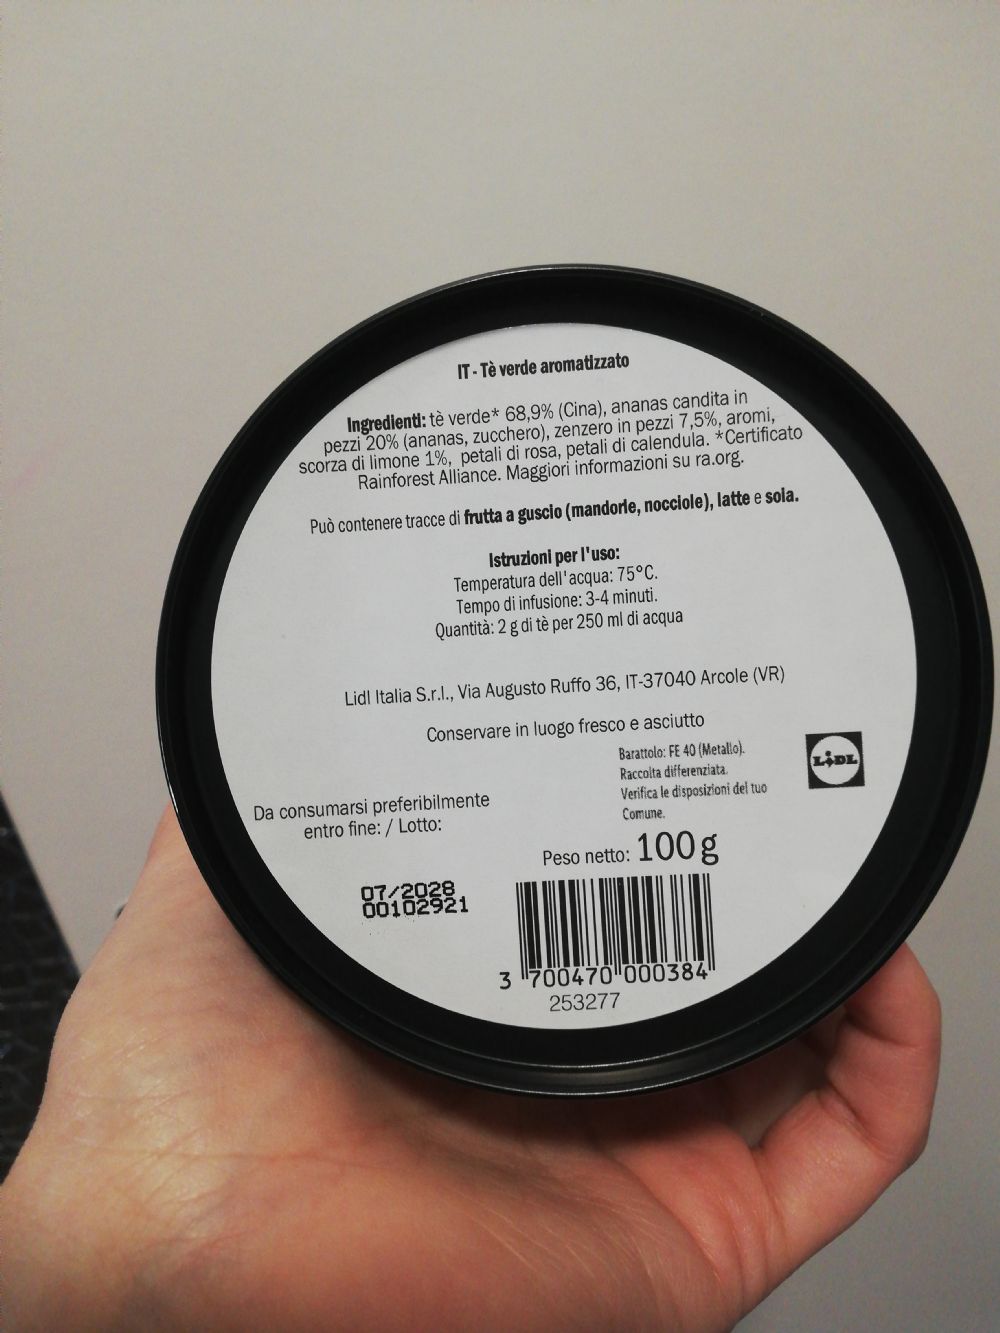 IT - Tè verde aromatizzato
Ingredienti: tè verde* 68,9% (Cina), ananas candita in
pezzi 20% (ananas, zucchero), zenzero in pezzi 7,5%, aromi,
scorza di limone 1%, petali di rosa, petali di calendula. *Certificato
Rainforest Alliance. Maggiori informazioni su ra.org.
Può contenere tracce di frutta a guscio (mandorle, nocciole), latte e soia.
Istruzioni per l'uso:
Temperatura dell'acqua: 75°C.
Tempo di infusione: 3-4 minuti.
Quantità: 2 g di tè per 250 ml di acqua
Lidl Italia S.r.l., Via Augusto Ruffo 36, IT-37040 Arcole (VR)
Conservare in luogo fresco e asciutto
Barattolo: FE 40 (Metallo).
Raccolta differenziata.
Verifica le disposizioni del tuo
Comune.
LIDL
Da consumarsi preferibilmente
entro fine: / Lotto:
Peso netto: 100 g
07/2028
00102921
3 700470 000384
253277